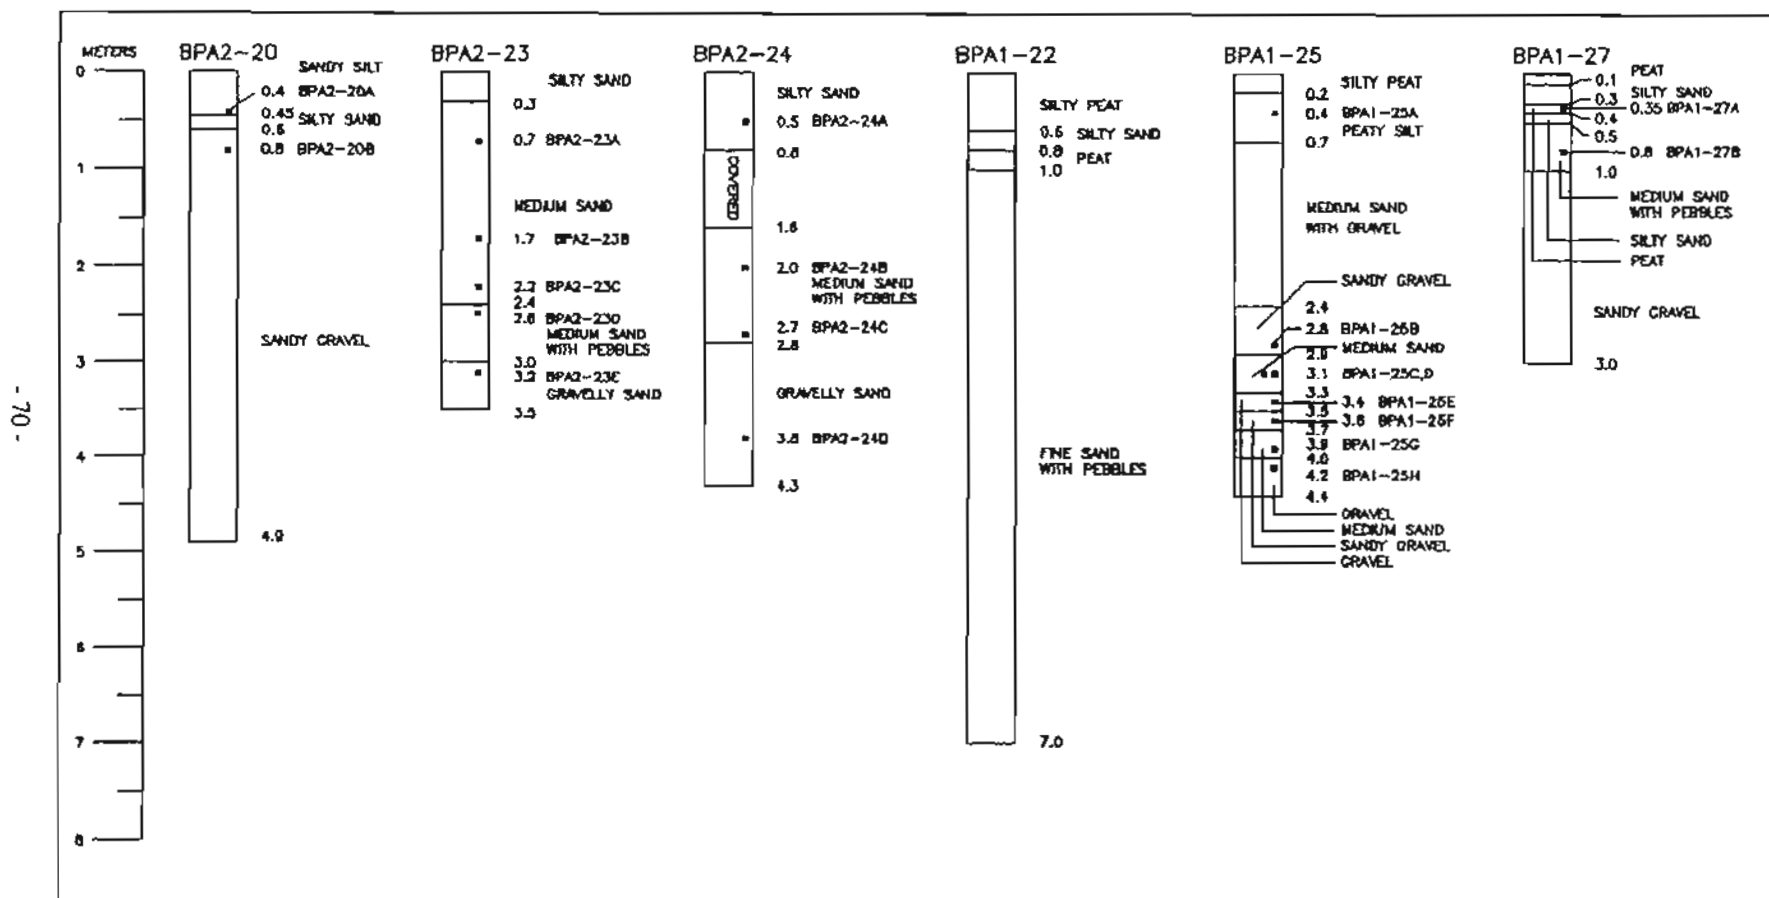 METERS
0
1
2
3
4
5
6
7
8
BPA2-20
SANDY SILT
0.4 BPA2-20A
0.45 SILTY SAND
0.6
0.8 BPA2-20B
SANDY GRAVEL
4.9
BPA2-23
SILTY SAND
0.3
0.7 BPA2-23A
MEDIUM SAND
1.7 BPA2-23B
2.2 BPA2-23C
2.4
2.6 BPA2-23D
MEDIUM SAND
WITH PEBBLES
3.0
3.2 BPA2-23E
GRAVELLY SAND
3.5
BPA2-24
SILTY SAND
0.5 BPA2-24A
0.8
COVERED
1.6
2.0 BPA2-24B
MEDIUM SAND
WITH PEBBLES
2.7 BPA2-24C
2.8
GRAVELLY SAND
3.8 BPA2-24D
4.3
BPA1-22
SILTY PEAT
0.6 SILTY SAND
0.8
PEAT
1.0
FINE SAND
WITH PEBBLES
7.0
BPA1-25
SILTY PEAT
0.2
0.4 BPA1-25A
PEATY SILT
0.7
MEDIUM SAND
WITH GRAVEL
SANDY GRAVEL
2.4
2.8 BPA1-25B
MEDIUM SAND
2.9
3.1 BPA1-25C,D
3.3
3.4 BPA1-25E
3.5
3.6 BPA1-25F
3.7
3.9 BPA1-25G
4.0
4.2 BPA1-25H
4.4
GRAVEL
MEDIUM SAND
SANDY GRAVEL
GRAVEL
BPA1-27
PEAT
0.1
SILTY SAND
0.3
0.35 BPA1-27A
0.4
0.5
0.8 BPA1-27B
1.0
MEDIUM SAND
WITH PEBBLES
SILTY SAND
PEAT
SANDY GRAVEL
3.0
-70-